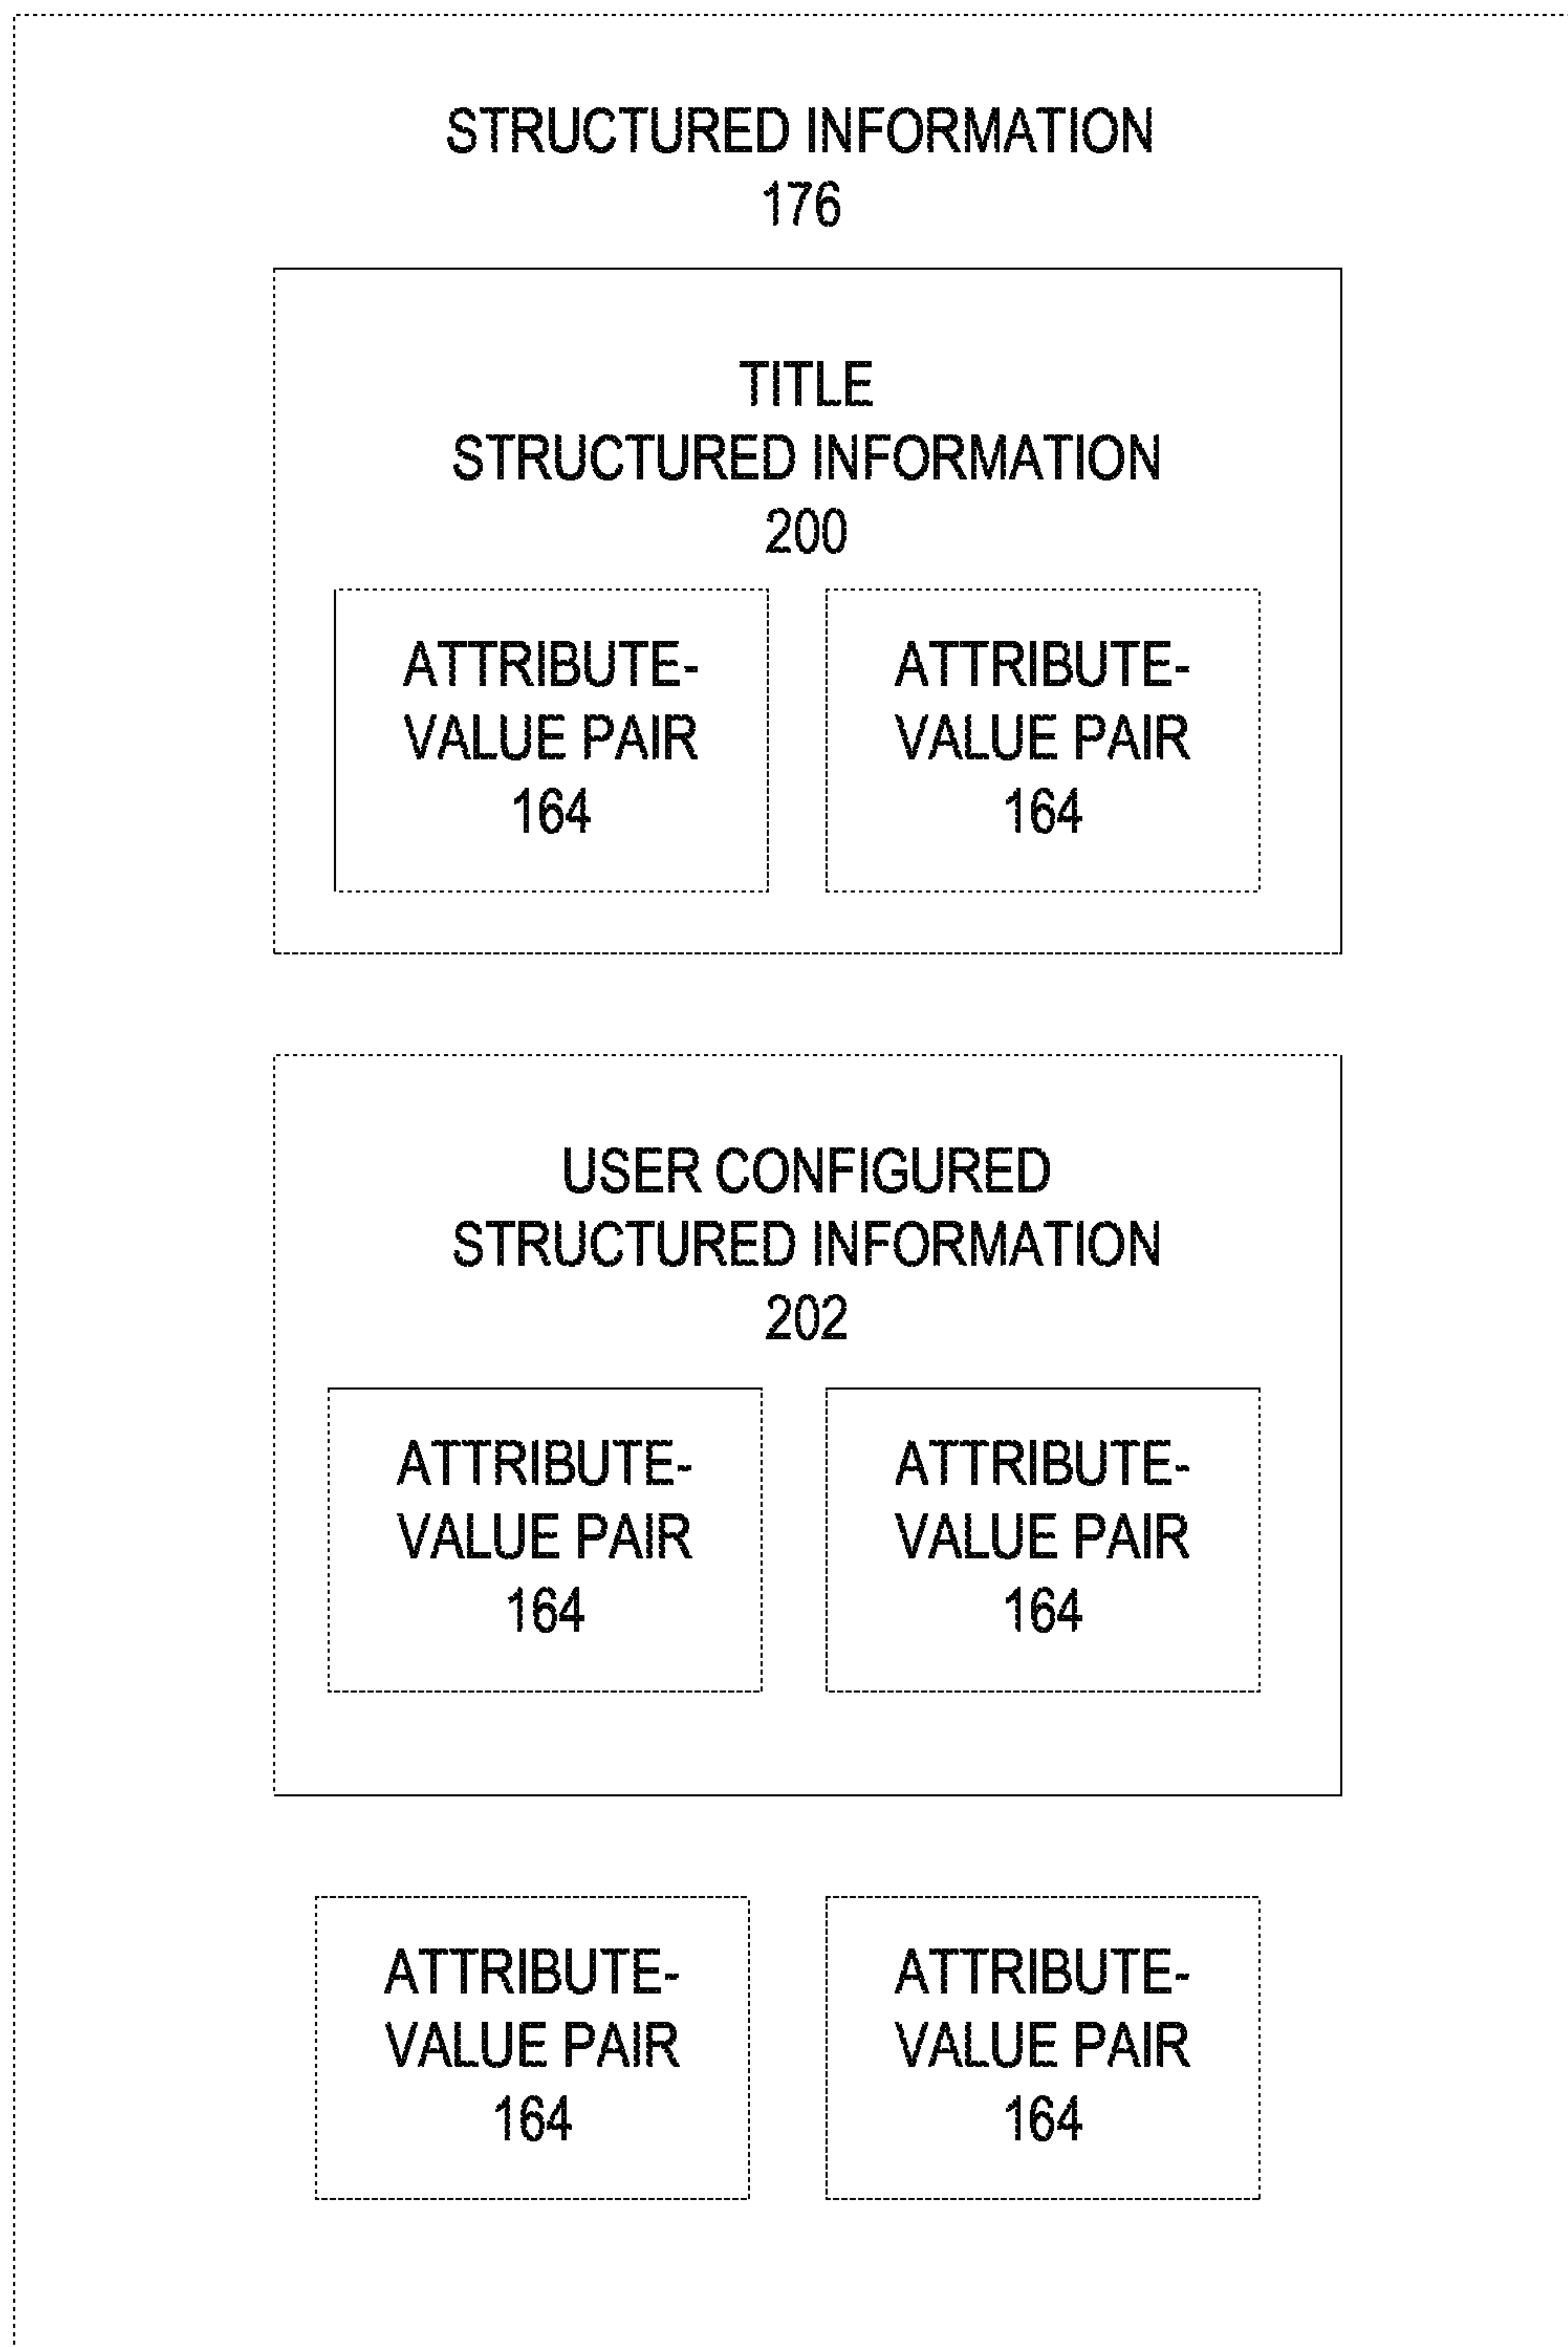 STRUCTURED INFORMATION
176
TITLE
STRUCTURED INFORMATION
200
ATTRIBUTE-
VALUE PAIR
164
ATTRIBUTE-
VALUE PAIR
164
USER CONFIGURED
STRUCTURED INFORMATION
202
ATTRIBUTE-
VALUE PAIR
164
ATTRIBUTE-
VALUE PAIR
164
ATTRIBUTE-
VALUE PAIR
164
ATTRIBUTE-
VALUE PAIR
164